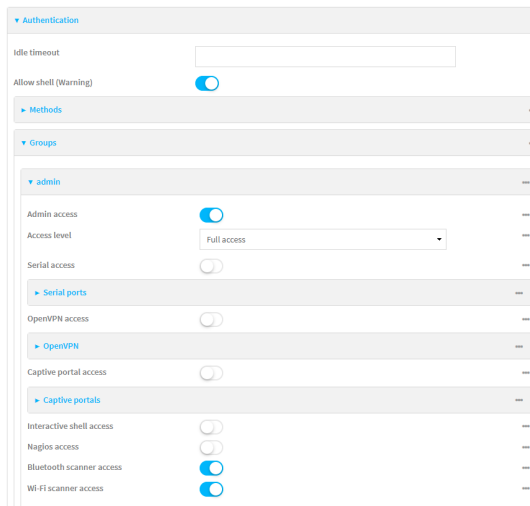 Authentication
Idle timeout
Allow shell (Warning)
Methods
Groups
admin
Admin access
Access level
Full access
Serial access
Serial ports
OpenVPN access
OpenVPN
Captive portal access
Captive portals
Interactive shell access
Nagios access
Bluetooth scanner access
Wi-Fi scanner access